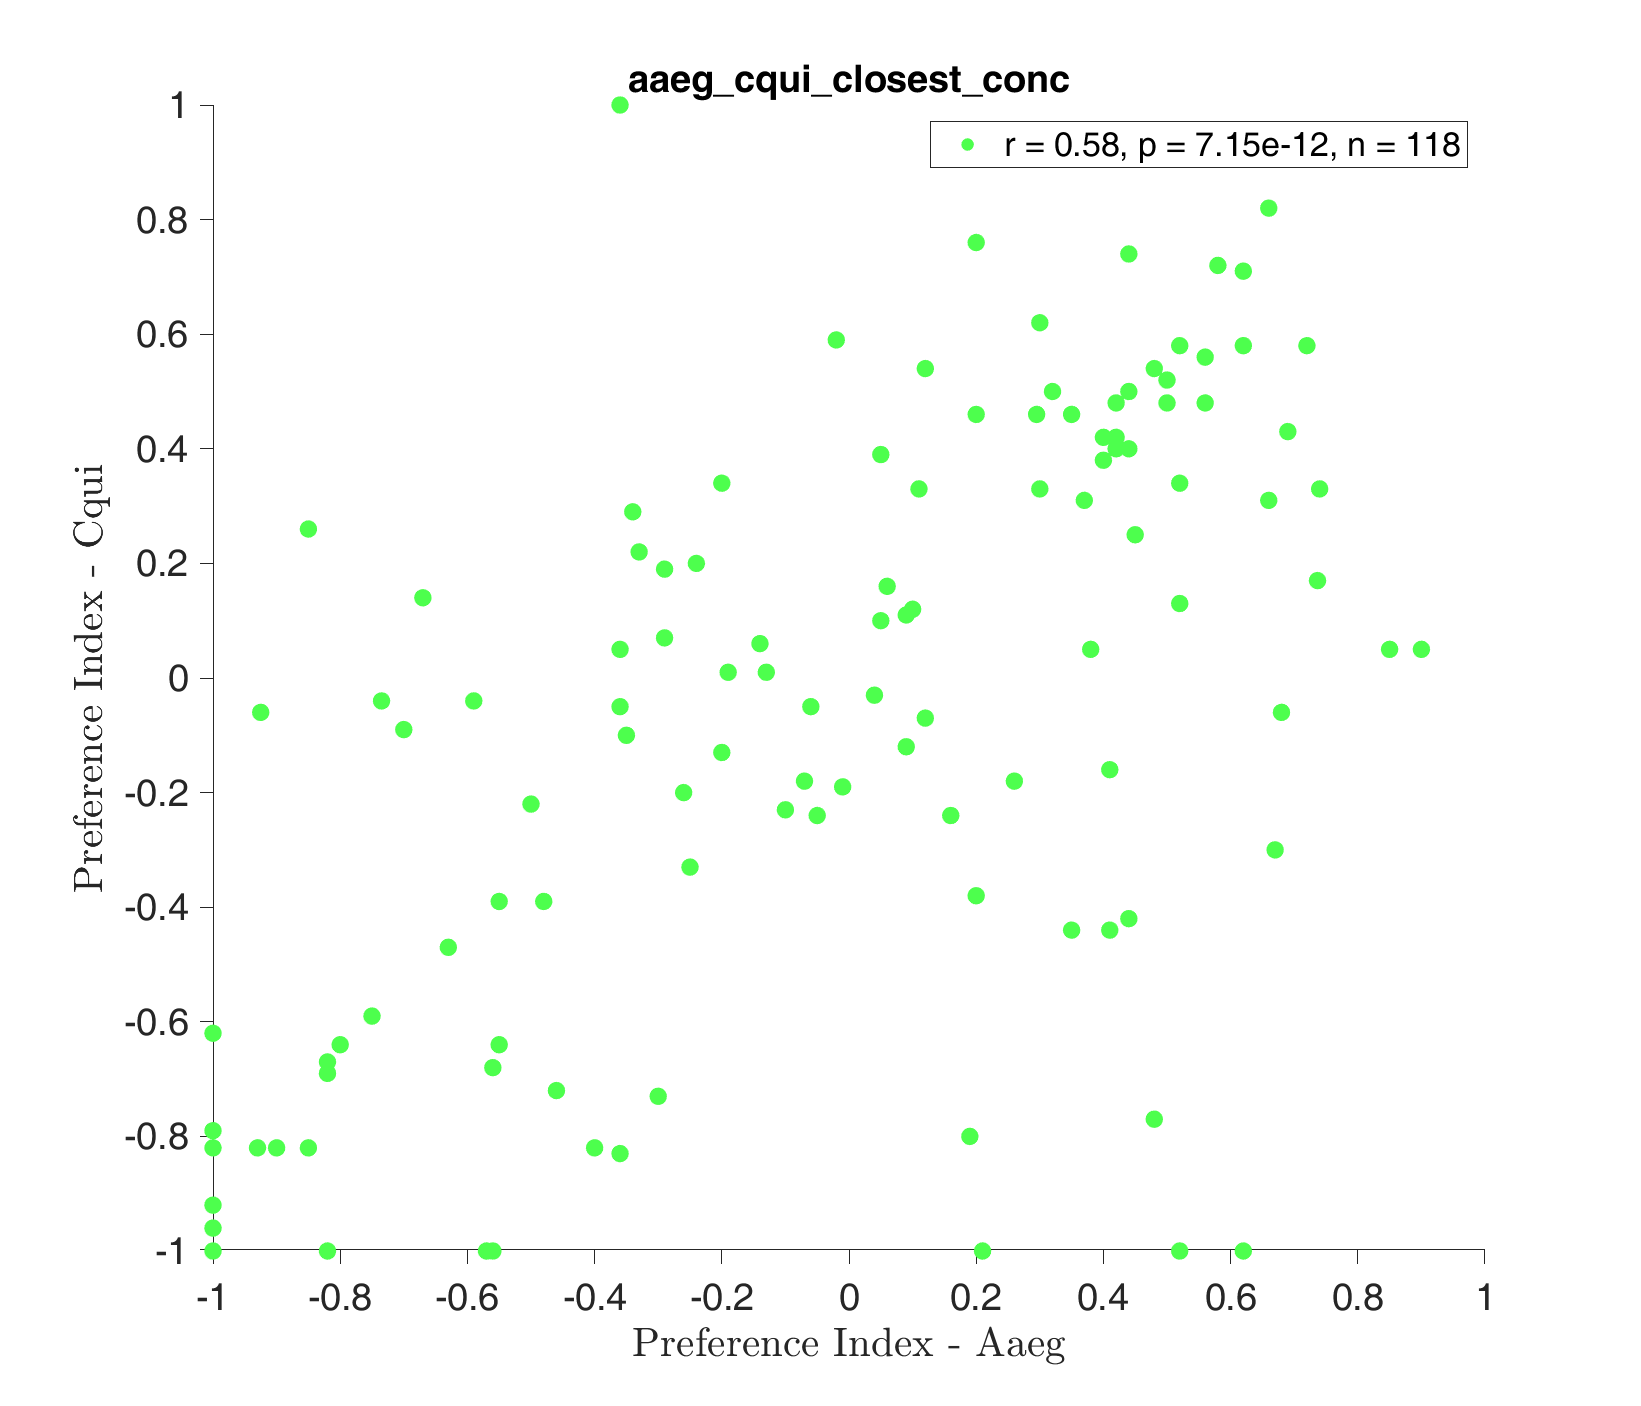 aaeg_cqui_closest_conc
r = 0.58, p = 7.15e-12, n = 118
Preference Index - Cqui
1
0.8
0.6
0.4
0.2
0
-0.2
-0.4
-0.6
-0.8
-1
-1 -0.8 -0.6 -0.4 -0.2 0 0.2 0.4 0.6 0.8 1
Preference Index - Aaeg